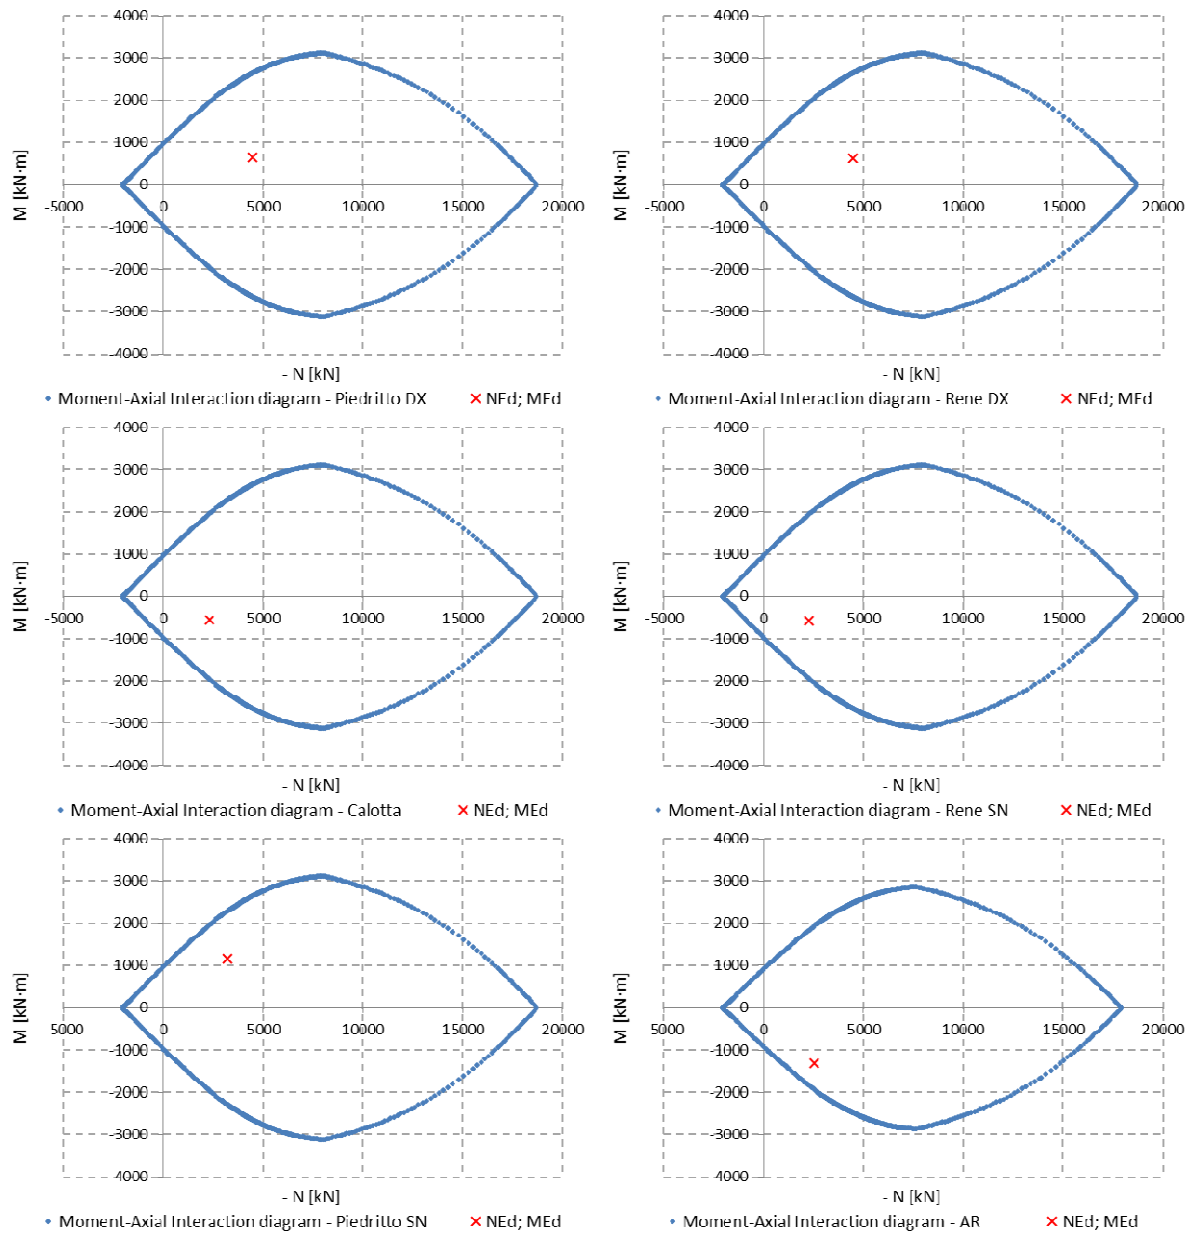 4000
3000
2000
1000
0
-1000
-2000
-3000
-4000
-5000 0 5000 10000 15000 20000
M [kN·m]
- N [kN]
Moment-Axial Interaction diagram - Piedritto DX
NEd; MEd
4000
3000
2000
1000
0
-1000
-2000
-3000
-4000
-5000 0 5000 10000 15000 20000
M [kN·m]
- N [kN]
Moment-Axial Interaction diagram - Rene DX
NEd; MEd
4000
3000
2000
1000
0
-1000
-2000
-3000
-4000
-5000 0 5000 10000 15000 20000
M [kN·m]
- N [kN]
Moment-Axial Interaction diagram - Calotta
NEd; MEd
4000
3000
2000
1000
0
-1000
-2000
-3000
-4000
-5000 0 5000 10000 15000 20000
M [kN·m]
- N [kN]
Moment-Axial Interaction diagram - Rene SN
NEd; MEd
4000
3000
2000
1000
0
-1000
-2000
-3000
4000
5000 0 5000 10000 15000 20000
M [kN·m]
- N [kN]
Moment-Axial Interaction diagram - Piedritto SN
NEd; MEd
4000
3000
2000
1000
0
-1000
-2000
-3000
4000
5000 0 5000 10000 15000 20000
M [kN·m]
- N [kN]
Moment-Axial Interaction diagram - AR
NEd; MEd